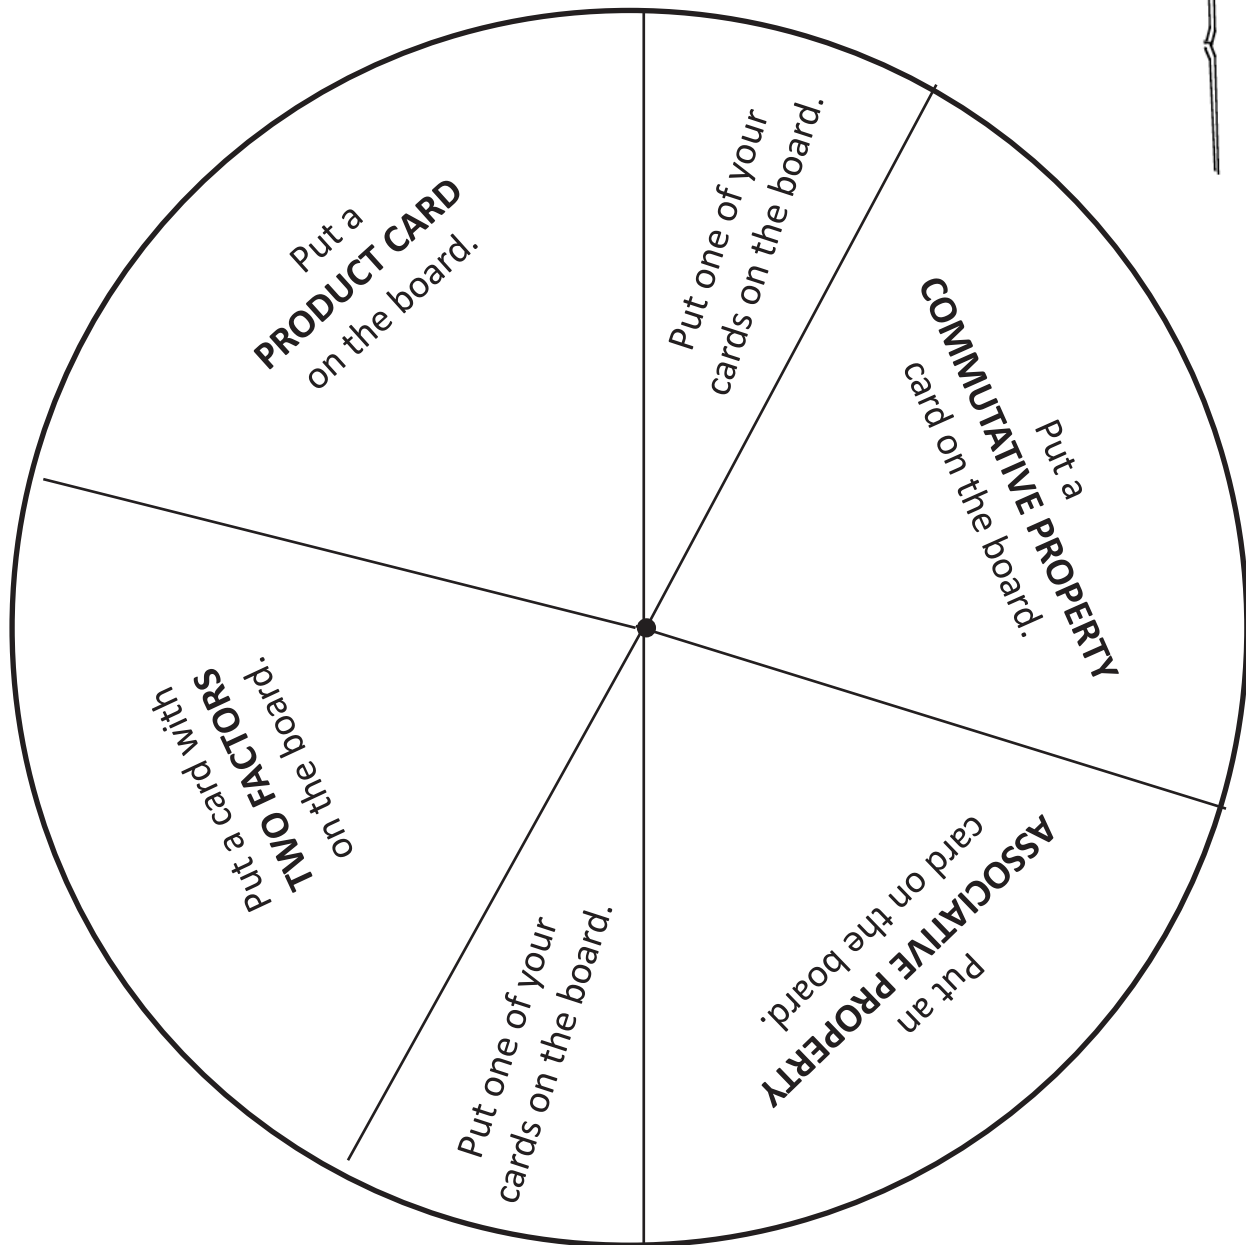 Put a
PRODUCT CARD
on the board.
Put one of your
cards on the board.
Put a
COMMUTATIVE PROPERTY
card on the board.
Put an
ASSOCIATIVE PROPERTY
card on the board.
Put one of your
cards on the board.
Put a card with
TWO FACTORS
on the board.